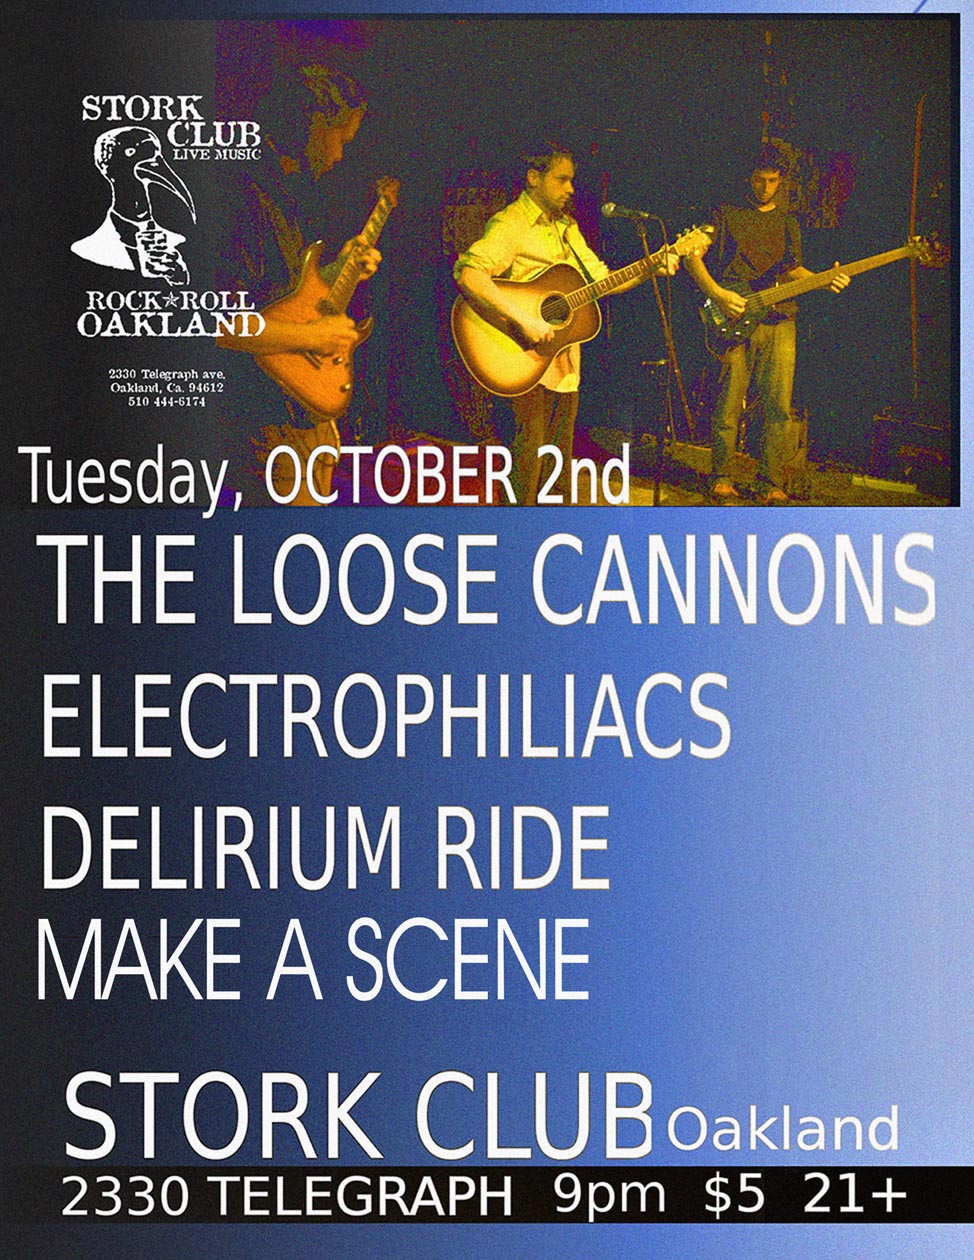 STORK
CLUB
LIVE MUSIC
ROCK★ROLL
OAKLAND
2330 Telegraph ave.
Oakland, Ca. 94612
510 444-6174
Tuesday, OCTOBER 2nd
THE LOOSE CANNONS
ELECTROPHILIACS
DELIRIUM RIDE
MAKE A SCENE
STORK CLUB Oakland
2330 TELEGRAPH 9pm $5 21+